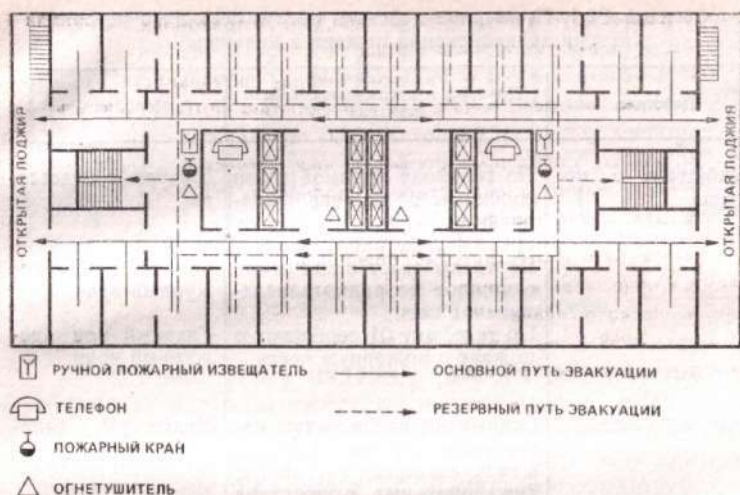 ОТКРЫТАЯ ЛОДЖИЯ
ОТКРЫТАЯ ЛОДЖИЯ
РУЧНОЙ ПОЖАРНЫЙ ИЗВЕЩАТЕЛЬ
ОСНОВНОЙ ПУТЬ ЭВАКУАЦИИ
ТЕЛЕФОН
РЕЗЕРВНЫЙ ПУТЬ ЭВАКУАЦИИ
ПОЖАРНЫЙ КРАН
ОГНЕТУШИТЕЛЬ